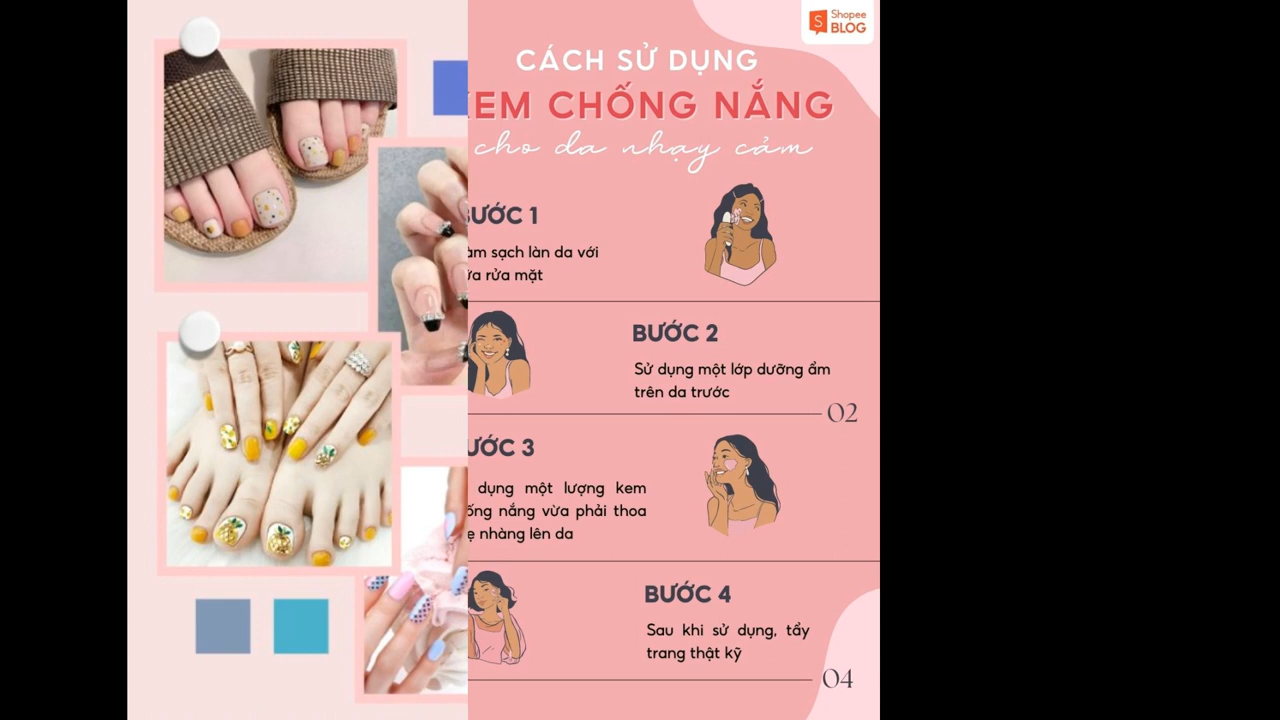 Shopee
BLOG
CÁCH SỬ DỤNG
KEM CHỐNG NẮNG
cho da nhạy cảm
BƯỚC 1
àm sạch làn da với
ữa rửa mặt
BƯỚC 2
Sử dụng một lớp dưỡng ẩm
trên da trước
02
ƯỚC 3
dụng một lượng kem
ống nắng vừa phải thoa
ẹ nhàng lên da
BƯỚC 4
Sau khi sử dụng, tẩy
trang thật kỹ
04